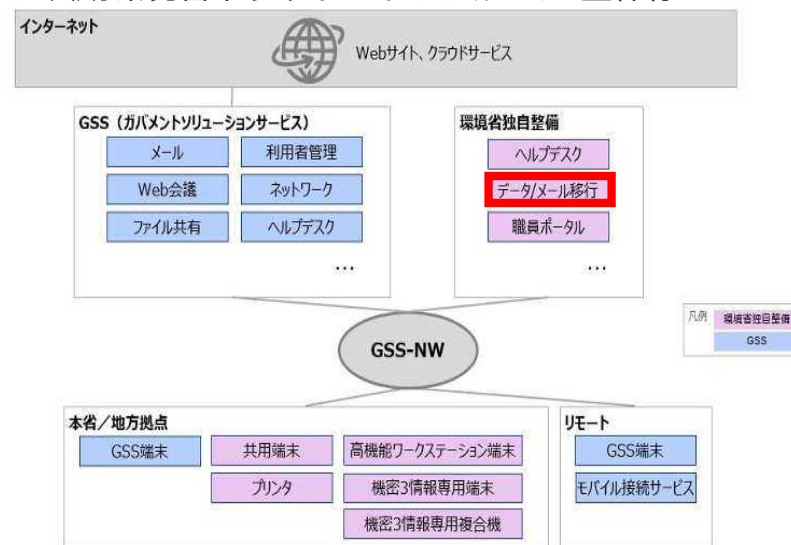 インターネット
Webサイト、クラウドサービス
GSS（ガバメントソリューションサービス）
メール
利用者管理
Web会議
ネットワーク
ファイル共有
ヘルプデスク
…
環境省独自整備
ヘルプデスク
データ/メール移行
職員ポータル
…
凡例
環境省独自整備
GSS
GSS-NW
本省／地方拠点
GSS端末
共用端末
高機能ワークステーション端末
プリンタ
機密3情報専用端末
機密3情報専用複合機
リモート
GSS端末
モバイル接続サービス